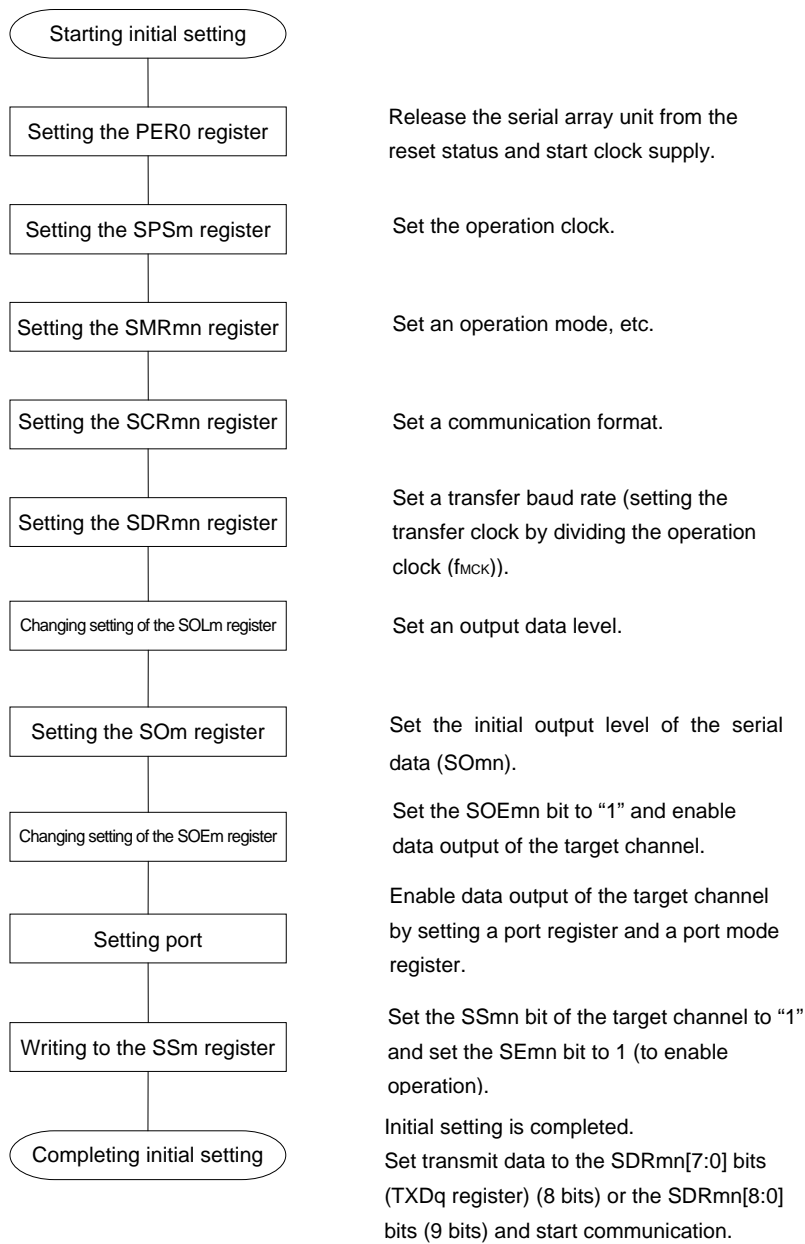 Starting initial setting
Setting the PER0 register
Release the serial array unit from the
reset status and start clock supply.
Setting the SPSm register
Set the operation clock.
Setting the SMRmn register
Set an operation mode, etc.
Setting the SCRmn register
Set a communication format.
Setting the SDRmn register
Set a transfer baud rate (setting the
transfer clock by dividing the operation
clock (fMCK)).
Changing setting of the SOLm register
Set an output data level.
Setting the SOm register
Set the initial output level of the serial
data (SOmn).
Changing setting of the SOEm register
Set the SOEmn bit to “1” and enable
data output of the target channel.
Setting port
Enable data output of the target channel
by setting a port register and a port mode
register.
Writing to the SSm register
Set the SSmn bit of the target channel to “1”
and set the SEmn bit to 1 (to enable
operation).
Completing initial setting
Initial setting is completed.
Set transmit data to the SDRmn[7:0] bits
(TXDq register) (8 bits) or the SDRmn[8:0]
bits (9 bits) and start communication.